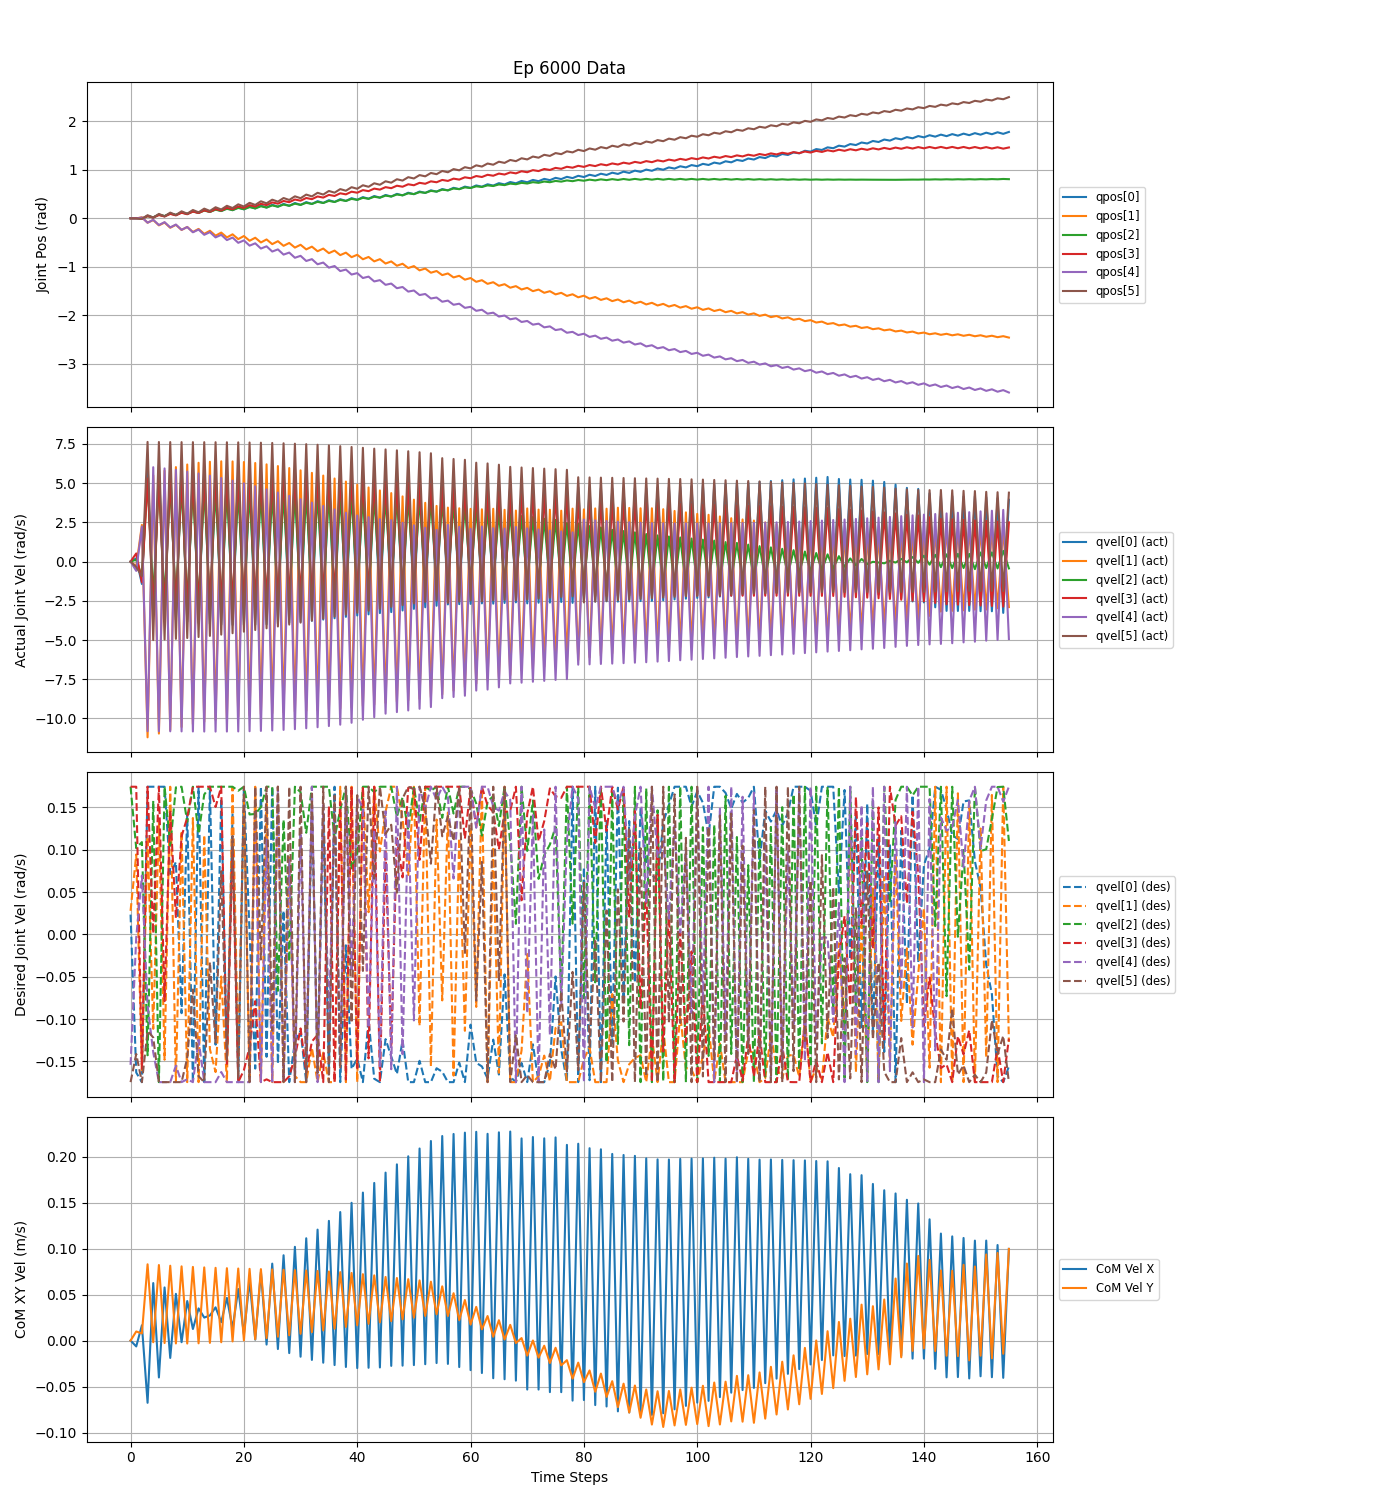 Ep 6000 Data
Joint Pos (rad)
2
1
0
−1
−2
−3
qpos[0]
qpos[1]
qpos[2]
qpos[3]
qpos[4]
qpos[5]
Actual Joint Vel (rad/s)
7.5
5.0
2.5
0.0
−2.5
−5.0
−7.5
−10.0
qvel[0] (act)
qvel[1] (act)
qvel[2] (act)
qvel[3] (act)
qvel[4] (act)
qvel[5] (act)
Desired Joint Vel (rad/s)
0.15
0.10
0.05
0.00
−0.05
−0.10
−0.15
qvel[0] (des)
qvel[1] (des)
qvel[2] (des)
qvel[3] (des)
qvel[4] (des)
qvel[5] (des)
CoM XY Vel (m/s)
0.20
0.15
0.10
0.05
0.00
−0.05
−0.10
CoM Vel X
CoM Vel Y
0 20 40 60 80 100 120 140 160
Time Steps